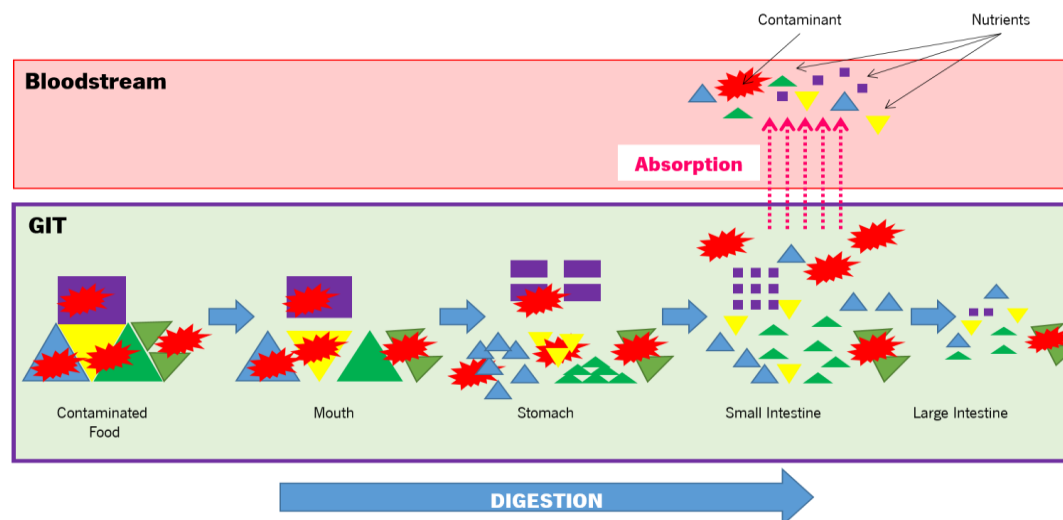 Contaminant
Nutrients
Bloodstream
Absorption
GIT
Contaminated
Food
Mouth
Stomach
Small Intestine
Large Intestine
DIGESTION